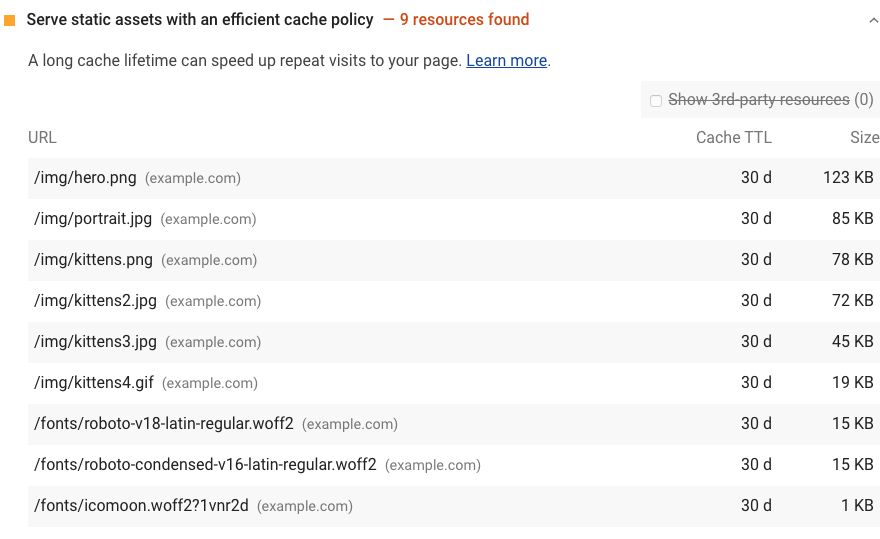 Serve static assets with an efficient cache policy — 9 resources found
A long cache lifetime can speed up repeat visits to your page. Learn more.
Show 3rd-party resources (0)
URL Cache TTL Size
/img/hero.png (example.com) 30 d 123 KB
/img/portrait.jpg (example.com) 30 d 85 KB
/img/kittens.png (example.com) 30 d 78 KB
/img/kittens2.jpg (example.com) 30 d 72 KB
/img/kittens3.jpg (example.com) 30 d 45 KB
/img/kittens4.gif (example.com) 30 d 19 KB
/fonts/roboto-v18-latin-regular.woff2 (example.com) 30 d 15 KB
/fonts/roboto-condensed-v16-latin-regular.woff2 (example.com) 30 d 15 KB
/fonts/icomoon.woff2?1vnr2d (example.com) 30 d 1 KB